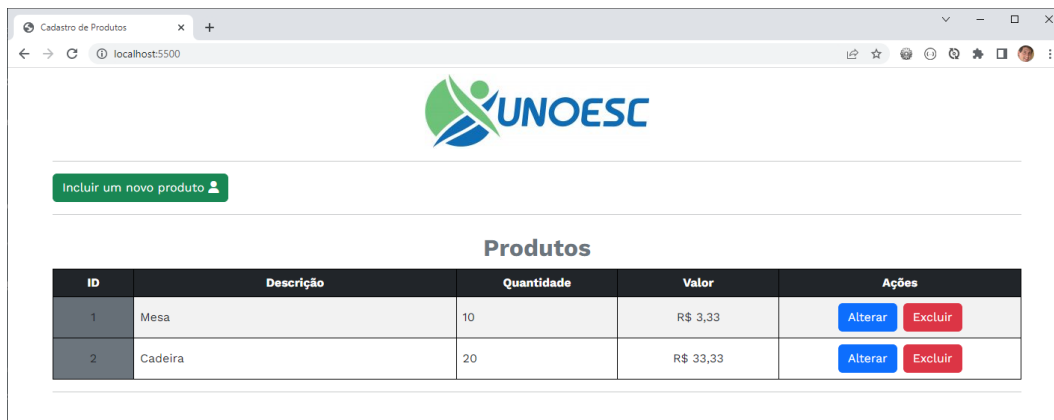 Cadastro de Produtos
localhost:5500
UNOESC
Incluir um novo produto
Produtos
ID Descrição Quantidade Valor Ações
1 Mesa 10 R$ 3,33 Alterar Excluir
2 Cadeira 20 R$ 33,33 Alterar Excluir